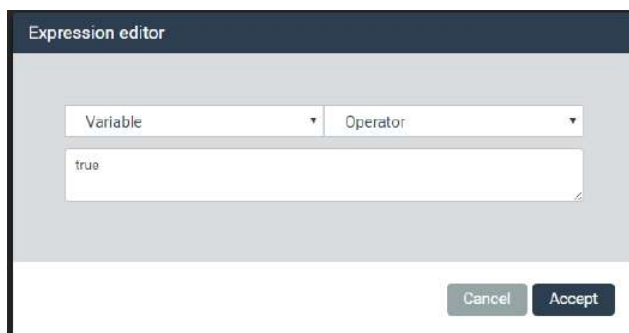 Expression editor
Variable Operator
true
Cancel Accept